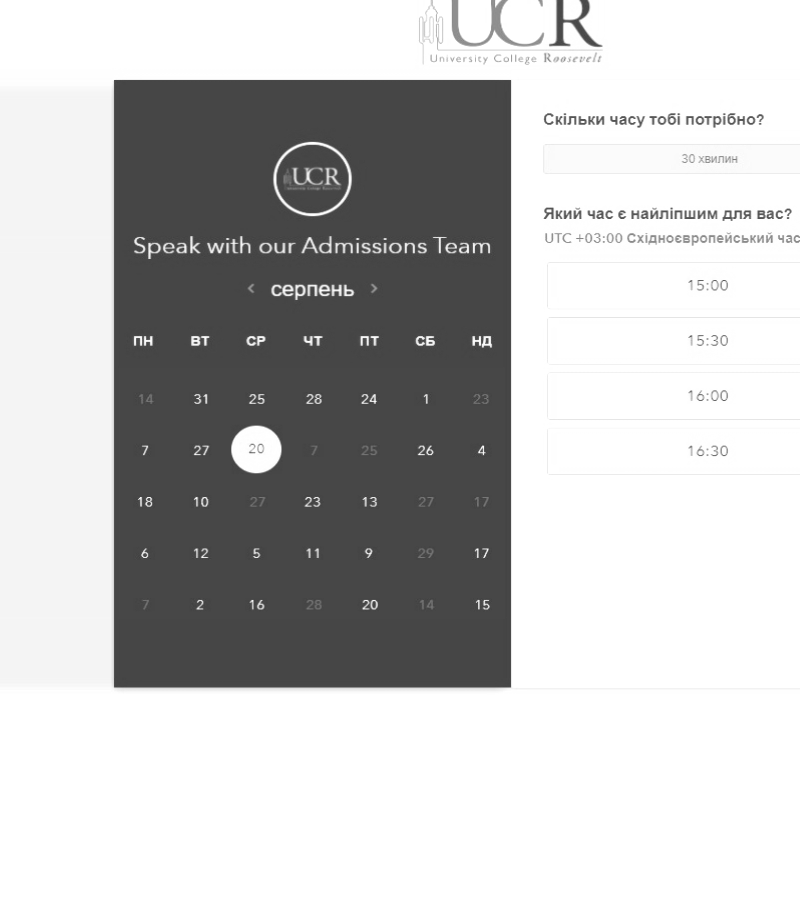 UCR
University College Roosevelt
UCR
Speak with our Admissions Team
серпень
ПН ВТ СР ЧТ ПТ СБ НД
14 31 25 28 24 1 23
7 27 20 7 25 26 4
18 10 27 23 13 27 17
6 12 5 11 9 29 17
7 2 16 28 20 14 15
Скільки часу тобі потрібно?
30 хвилин
Який час є найліпшим для вас?
UTC +03:00 Східноєвропейський час
15:00
15:30
16:00
16:30